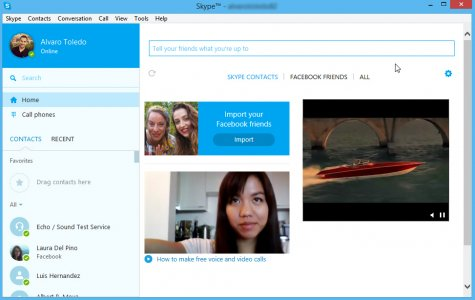 Skype™ -
Skype Contacts Conversation Call View Tools Help
Alvaro Toledo
Online
Tell your friends what you're up to
Search
SKYPE CONTACTS FACEBOOK FRIENDS ALL
Home
Call phones
CONTACTS RECENT
Favorites
Drag contacts here
All
Echo / Sound Test Service
Laura Del Pino
Facebook
Luis Hernandez
Import your
Facebook friends
Import
How to make free voice and video calls